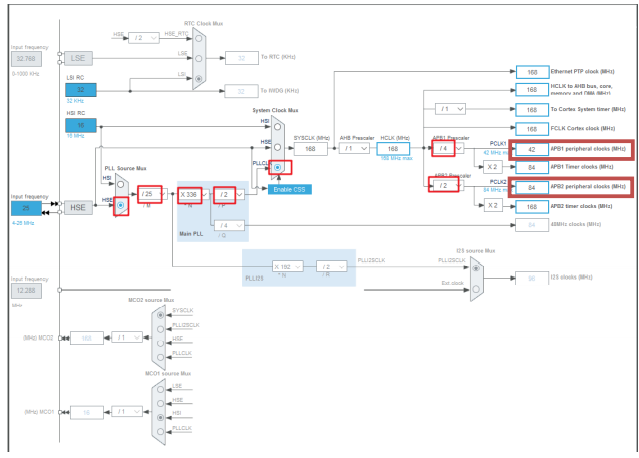 RTC Clock Mux
HSE
/ 2
HSE_RTC
Input frequency
32.768
LSE
LSE
32
To RTC (KHz)
0-1000 KHz
LSI RC
LSI
32
32
To IWDG (KHz)
32 KHz
HSI RC
16
16 MHz
System Clock Mux
HSI
HSE
PLLCLK
Enable CSS
SYSCLK (MHz)
168
AHB Prescaler
/ 1
HCLK (MHz)
168
168 MHz max
168
Ethernet PTP clock (MHz)
168
HCLK to AHB bus, core,
memory and DMA (MHz)
/ 1
168
To Cortex System timer (MHz)
168
FCLK Cortex clock (MHz)
APB1 Prescaler
/ 4
PCLK1
42 MHz max
42
APB1 peripheral clocks (MHz)
X 2
84
APB1 Timer clocks (MHz)
APB2 Prescaler
/ 2
PCLK2
84 MHz max
84
APB2 peripheral clocks (MHz)
X 2
168
APB2 timer clocks (MHz)
PLL Source Mux
HSI
HSE
Input frequency
25
HSE
4-26 MHz
/ 25
/ M
X 336
* N
/ 2
/ P
Main PLL
/ 4
/ Q
84
48MHz clocks (MHz)
I2S source Mux
PLLI2SCLK
PLLI2SCLK
X 192
* N
/ 2
/ R
PLLI2S
Ext.clock
96
I2S clocks (MHz)
Input frequency
12.288
MHz
MCO2 source Mux
SYSCLK
PLLI2SCLK
HSE
PLLCLK
(MHz) MCO2
168
/ 1
MCO1 source Mux
LSE
HSE
HSI
PLLCLK
(MHz) MCO1
16
/ 1